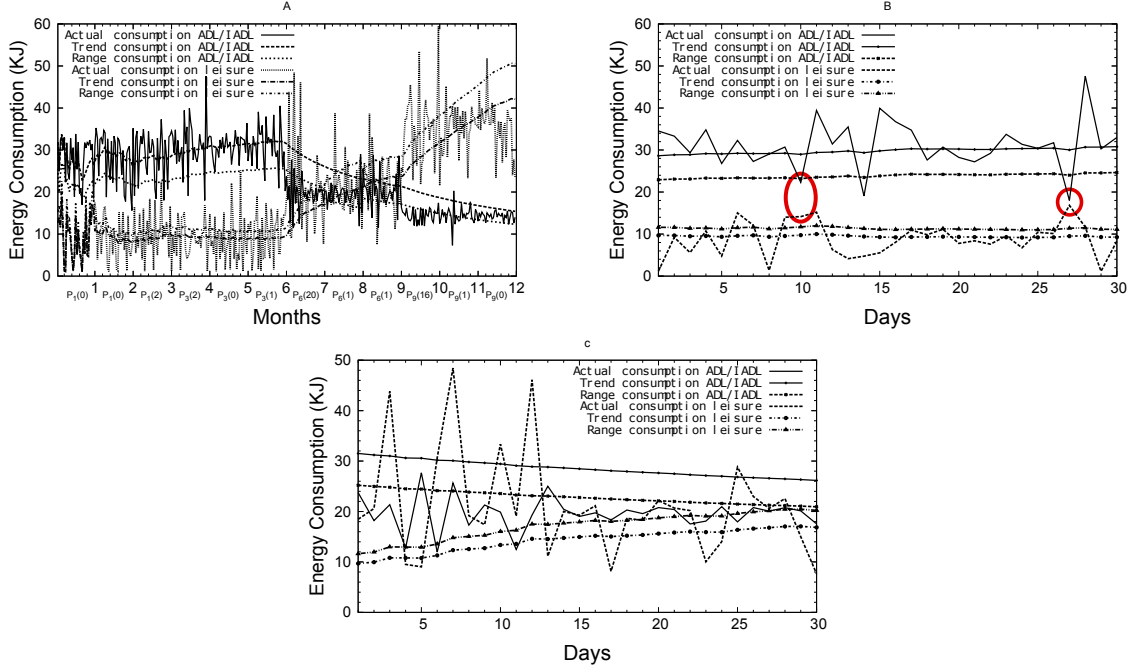 A
Energy Consumption (KJ)
60
50
40
30
20
10
0
Actual consumption ADL/IADL
Trend consumption ADL/IADL
Range consumption ADL/IADL
Actual consumption leisure
Trend consumption leisure
Range consumption leisure
1 2 3 4 5 6 7 8 9 10 11 12
P1(0) P1(0) P1(2) P3(2) P3(0) P3(1) P6(20) P6(1) P6(1) P9(16) P9(1) P9(0)
Months
B
Energy Consumption (KJ)
60
50
40
30
20
10
0
Actual consumption ADL/IADL
Trend consumption ADL/IADL
Range consumption ADL/IADL
Actual consumption leisure
Trend consumption leisure
Range consumption leisure
5 10 15 20 25 30
Days
c
Energy Consumption (KJ)
50
40
30
20
10
0
Actual consumption ADL/IADL
Trend consumption ADL/IADL
Range consumption ADL/IADL
Actual consumption leisure
Trend consumption leisure
Range consumption leisure
5 10 15 20 25 30
Days